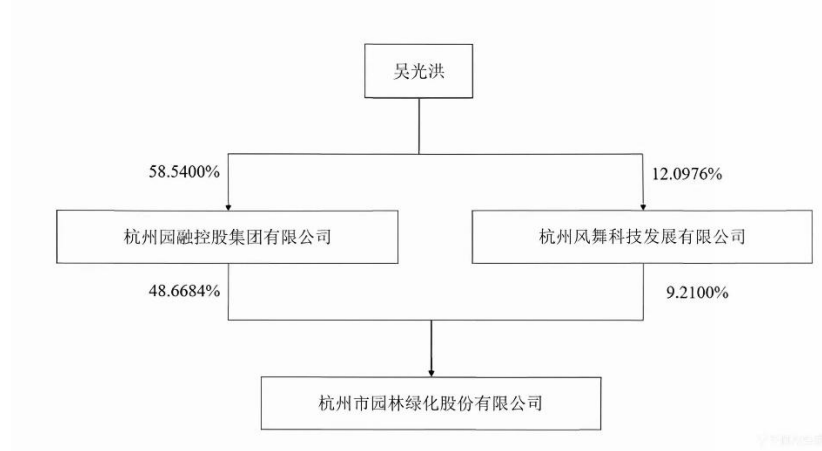 吴光洪
58.5400%
12.0976%
杭州园融控股集团有限公司
杭州风舞科技发展有限公司
48.6684%
9.2100%
杭州市园林绿化股份有限公司